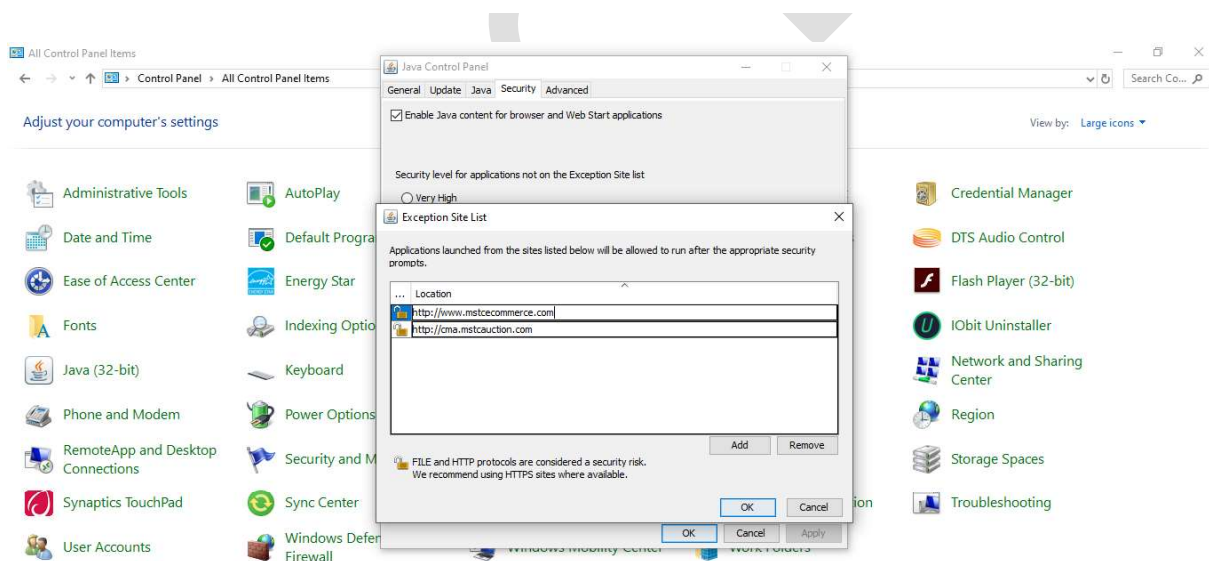 All Control Panel Items
Control Panel › All Control Panel Items
Search Co...
Adjust your computer's settings
View by: Large icons
Administrative Tools
AutoPlay
Credential Manager
Date and Time
Default Progra
DTS Audio Control
Ease of Access Center
Energy Star
Flash Player (32-bit)
Fonts
Indexing Optio
IObit Uninstaller
Java (32-bit)
Keyboard
Network and Sharing
Center
Phone and Modem
Power Options
Region
RemoteApp and Desktop
Connections
Security and M
Storage Spaces
Synaptics TouchPad
Sync Center
ion
Troubleshooting
User Accounts
Windows Defer
Firewall
Windows Mobility Center
Work Folders
Java Control Panel
General Update Java Security Advanced
Enable Java content for browser and Web Start applications
Security level for applications not on the Exception Site list
Very High
Exception Site List
Applications launched from the sites listed below will be allowed to run after the appropriate security
prompts.
... Location
http://www.mstcecommerce.com
http://cma.mstcauction.com
Add Remove
FILE and HTTP protocols are considered a security risk.
We recommend using HTTPS sites where available.
OK Cancel
OK Cancel Apply